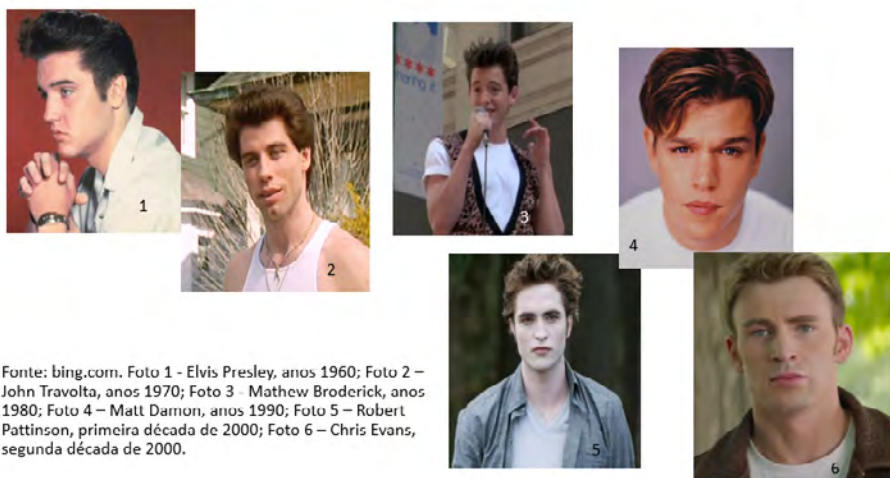 1
2
3
4
5
6
Fonte: bing.com. Foto 1 - Elvis Presley, anos 1960; Foto 2 –
John Travolta, anos 1970; Foto 3 - Mathew Broderick, anos
1980; Foto 4 – Matt Damon, anos 1990; Foto 5 – Robert
Pattinson, primeira década de 2000; Foto 6 – Chris Evans,
segunda década de 2000.